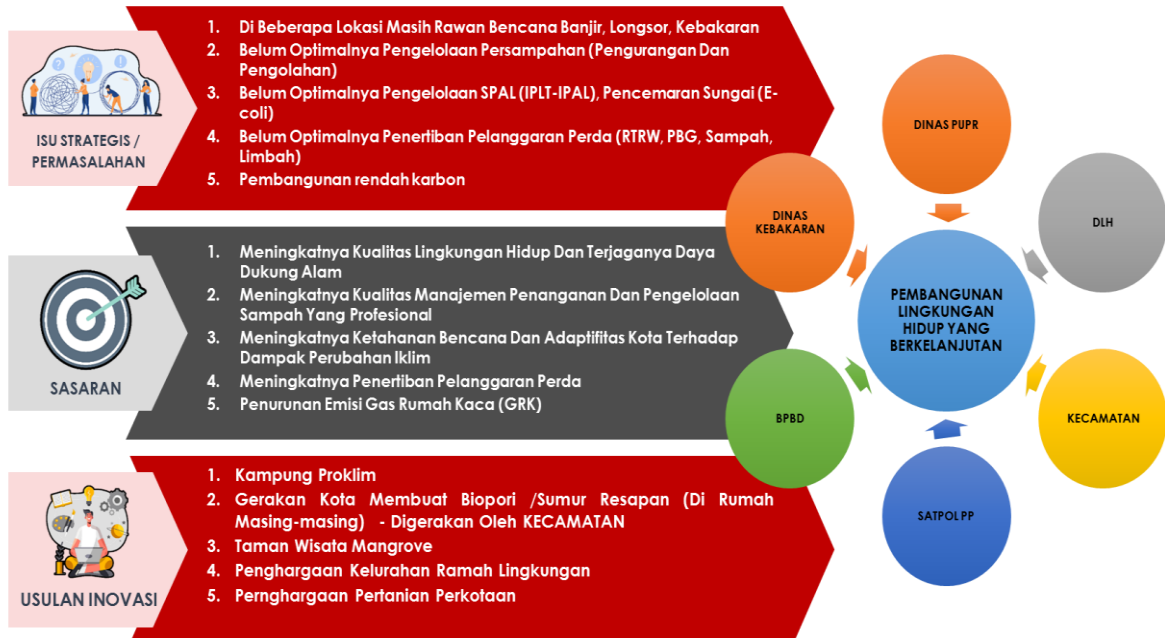 ISU STRATEGIS /
PERMASALAHAN
1. Di Beberapa Lokasi Masih Rawan Bencana Banjir, Longsor, Kebakaran
2. Belum Optimalnya Pengelolaan Persampahan (Pengurangan Dan
Pengolahan)
3. Belum Optimalnya Pengelolaan SPAL (IPLT-IPAL), Pencemaran Sungai (E-
coli)
4. Belum Optimalnya Penertiban Pelanggaran Perda (RTRW, PBG, Sampah,
Limbah)
5. Pembangunan rendah karbon
SASARAN
1. Meningkatnya Kualitas Lingkungan Hidup Dan Terjaganya Daya
Dukung Alam
2. Meningkatnya Kualitas Manajemen Penanganan Dan Pengelolaan
Sampah Yang Profesional
3. Meningkatnya Ketahanan Bencana Dan Adaptifitas Kota Terhadap
Dampak Perubahan Iklim
4. Meningkatnya Penertiban Pelanggaran Perda
5. Penurunan Emisi Gas Rumah Kaca (GRK)
USULAN INOVASI
1. Kampung Proklim
2. Gerakan Kota Membuat Biopori /Sumur Resapan (Di Rumah
Masing-masing) - Digerakan Oleh KECAMATAN
3. Taman Wisata Mangrove
4. Penghargaan Kelurahan Ramah Lingkungan
5. Pernghargaan Pertanian Perkotaan
DINAS PUPR
DINAS
KEBAKARAN
DLH
PEMBANGUNAN
LINGKUNGAN
HIDUP YANG
BERKELANJUTAN
BPBD
KECAMATAN
SATPOL PP